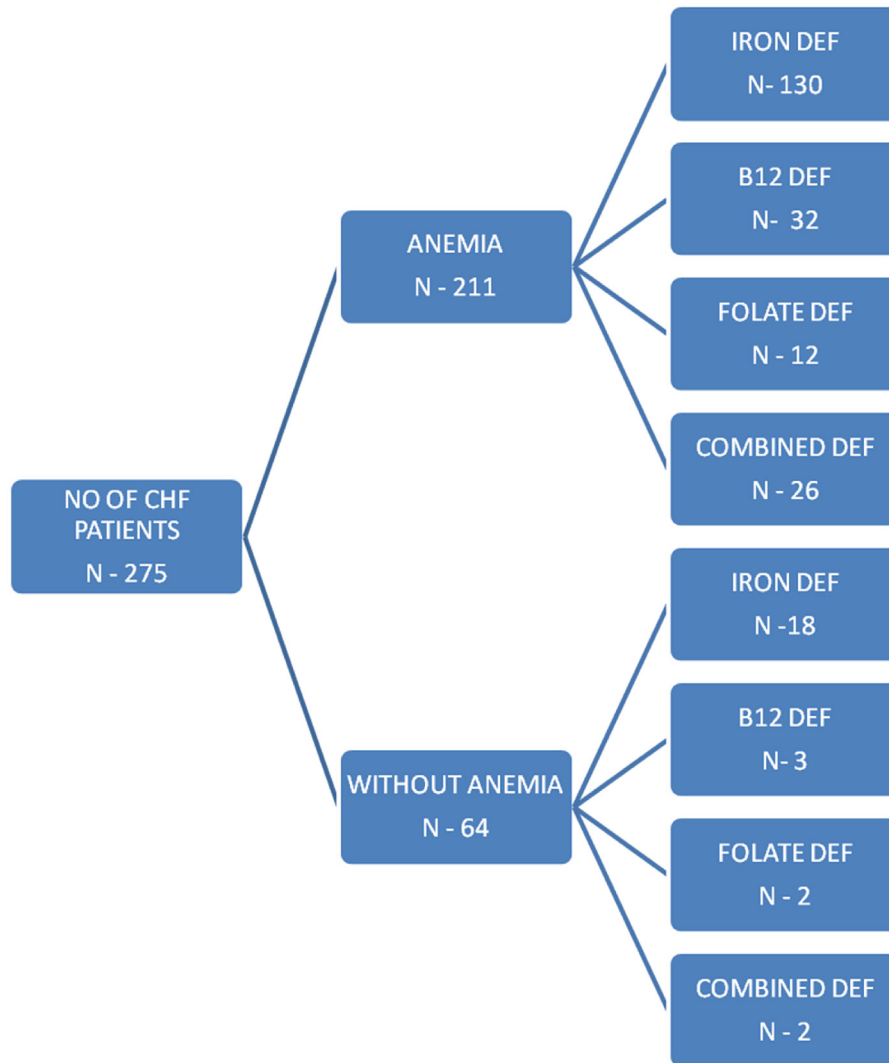 NO OF CHF
PATIENTS
N - 275
ANEMIA
N - 211
WITHOUT ANEMIA
N - 64
IRON DEF
N- 130
B12 DEF
N-  32
FOLATE DEF
N - 12
COMBINED DEF
N - 26
IRON DEF
N -18
B12 DEF
N- 3
FOLATE DEF
N - 2
COMBINED DEF
N - 2